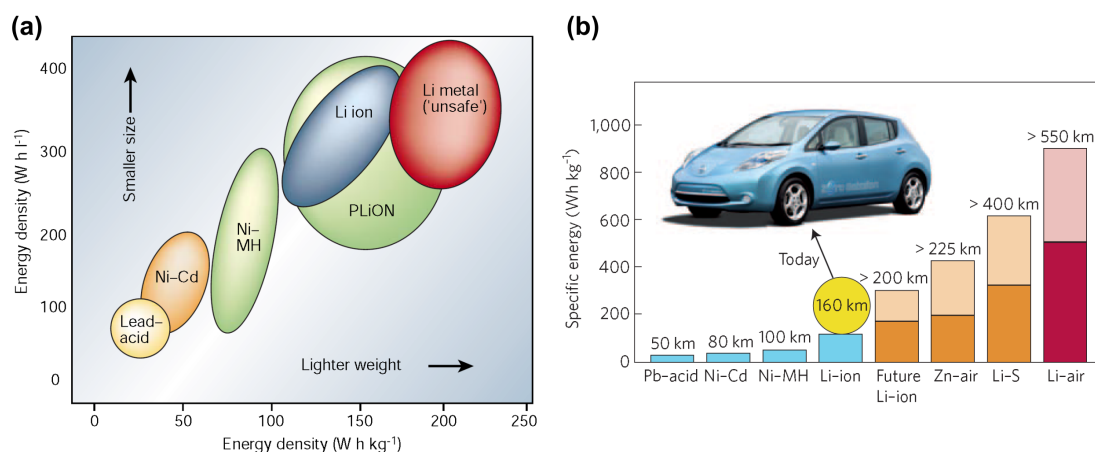 (a)
400
300
200
100
0
Energy density (W h l-1)
Smaller size
Lead–
acid
Ni–Cd
Ni–
MH
Li ion
PLiON
Li metal
('unsafe')
Lighter weight
0
50
100
150
200
250
Energy density (W h kg-1)
(b)
1,000
800
600
400
200
0
Specific energy (Wh kg-1)
Today
50 km
80 km
100 km
160 km
> 200 km
> 225 km
> 400 km
> 550 km
Pb–acid
Ni–Cd
Ni–MH
Li–ion
Future
Li–ion
Zn–air
Li–S
Li–air